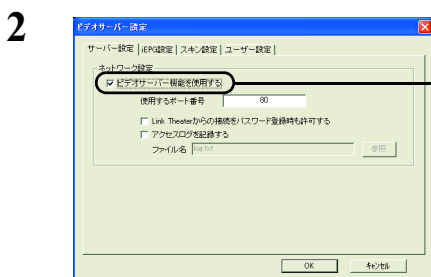 2
ビデオサーバー設定
サーバー設定 iEPG設定 スキン設定 ユーザー設定
ネットワーク設定
ビデオサーバー機能を使用する
使用するポート番号 80
Link Theaterからの接続をパスワード登録時も許可する
アクセスログを記録する
ファイル名 log.txt 参照
OK キャンセル